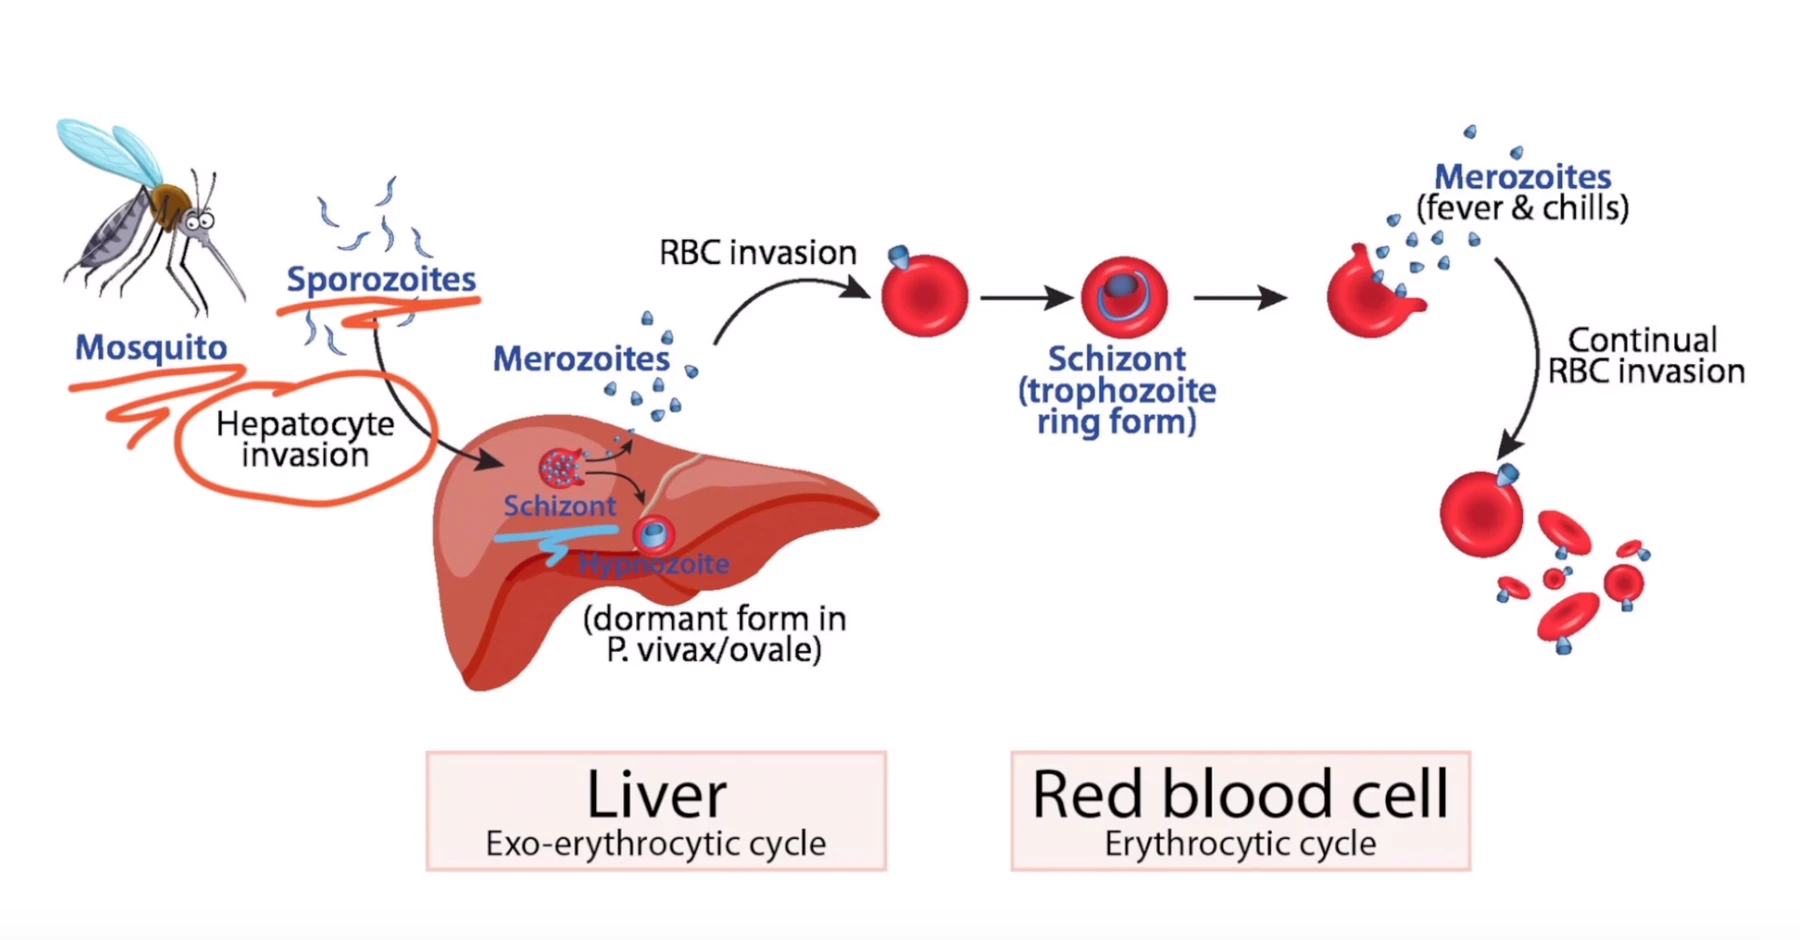 Sporozoites
Mosquito
Hepatocyte
invasion
Merozoites
Schizont
Hypnozoite
(dormant form in
P. vivax/ovale)
RBC invasion
Schizont
(trophozoite
ring form)
Merozoites
(fever & chills)
Continual
RBC invasion
Liver
Exo-erythrocytic cycle
Red blood cell
Erythrocytic cycle